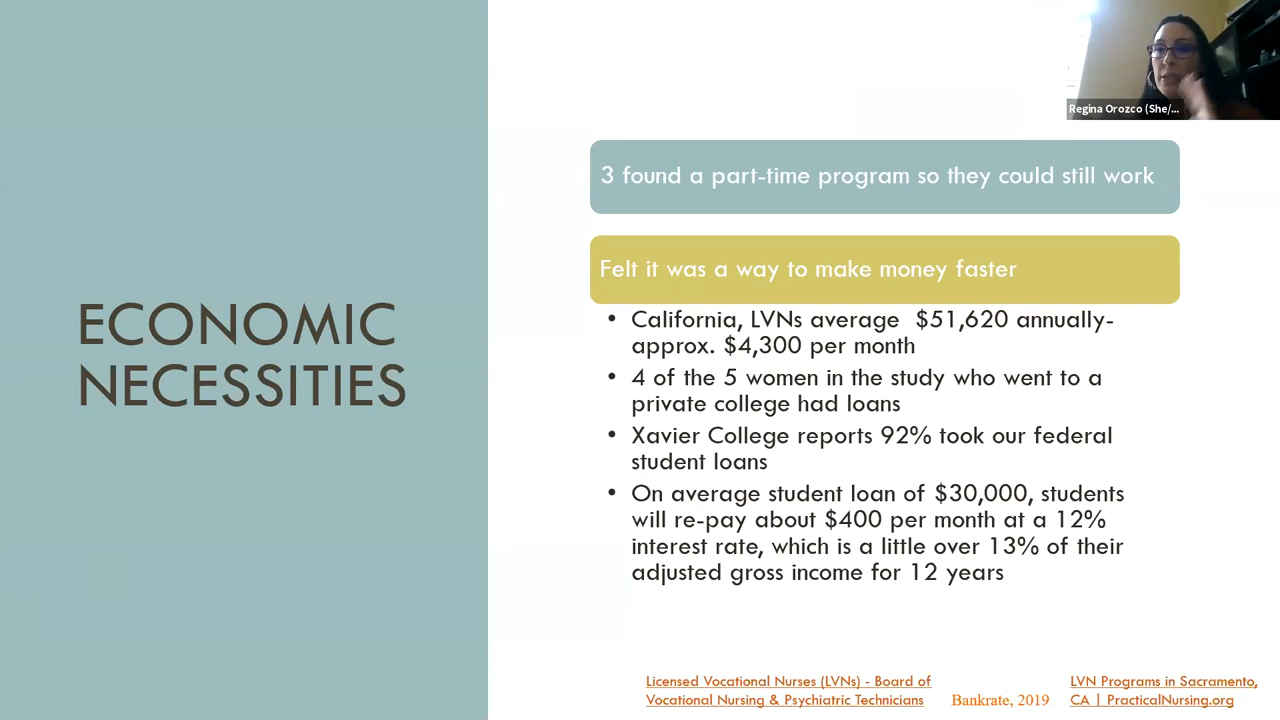 Regina Orozco (She/...
ECONOMIC
NECESSITIES
3 found a part-time program so they could still work
Felt it was a way to make money faster
• California, LVNs average $51,620 annually-
approx. $4,300 per month
• 4 of the 5 women in the study who went to a
private college had loans
• Xavier College reports 92% took our federal
student loans
• On average student loan of $30,000, students
will re-pay about $400 per month at a 12%
interest rate, which is a little over 13% of their
adjusted gross income for 12 years
Licensed Vocational Nurses (LVNs) - Board of
Vocational Nursing & Psychiatric Technicians
Bankrate, 2019
LVN Programs in Sacramento,
CA | PracticalNursing.org